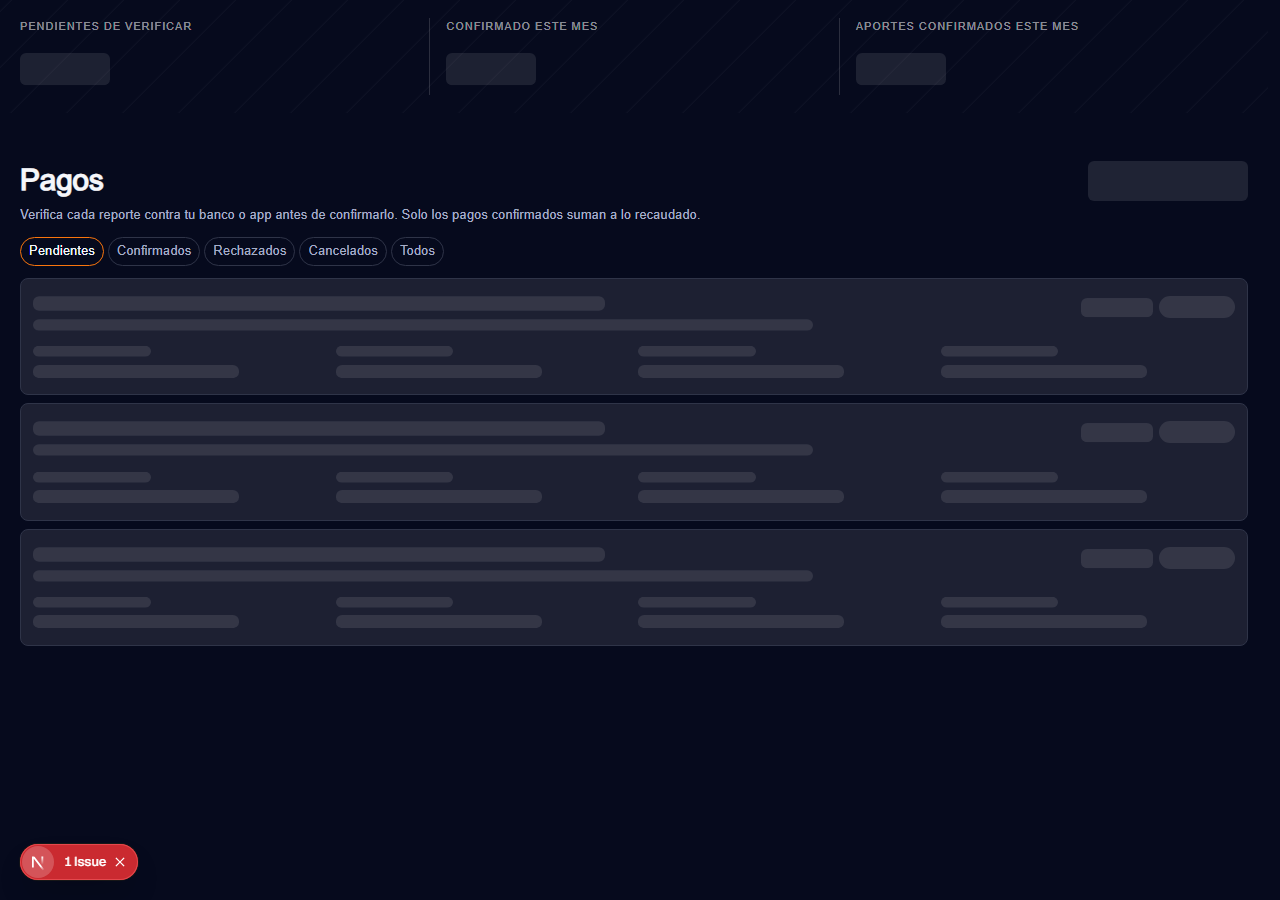 PENDIENTES DE VERIFICAR
CONFIRMADO ESTE MES
APORTES CONFIRMADOS ESTE MES
Pagos
Verifica cada reporte contra tu banco o app antes de confirmarlo. Solo los pagos confirmados suman a lo recaudado.
Pendientes
Confirmados
Rechazados
Cancelados
Todos
N
1 Issue